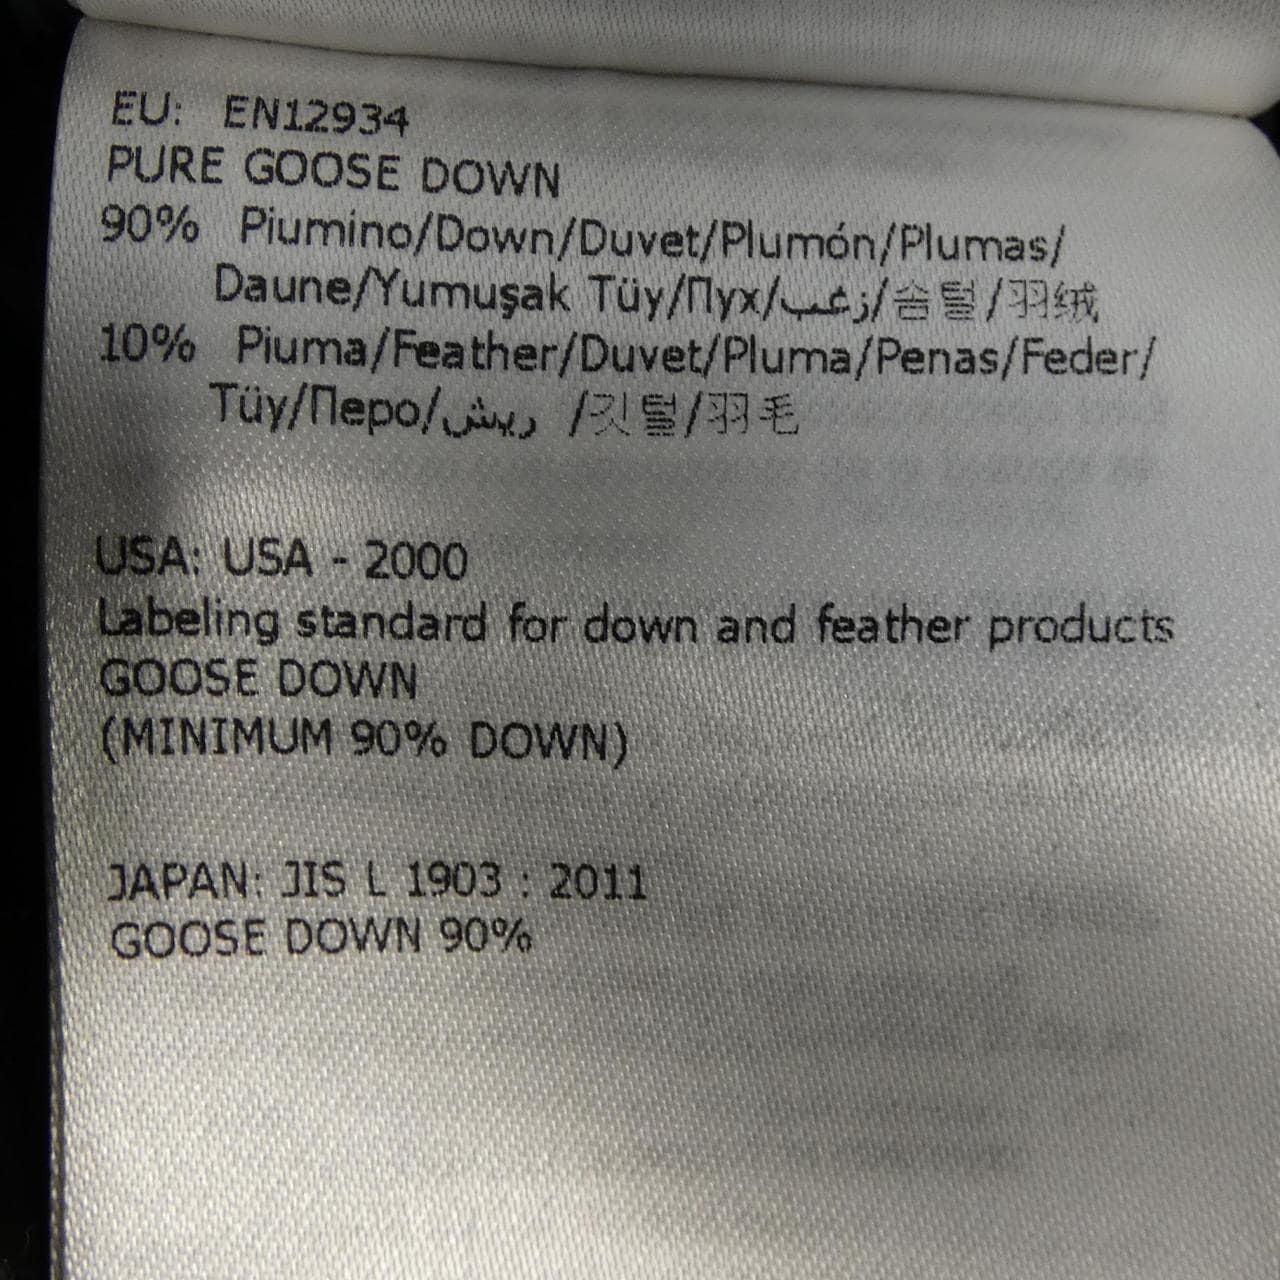 EU: EN12934
PURE GOOSE DOWN
90% Piumino/Down/Duvet/Plumón/Plumas/
Daune/Yumuşak Tüy/Пух/زغب/솜털/羽绒
10% Piuma/Feather/Duvet/Pluma/Penas/Feder/
Tüy/Перо/ريش /깃털/羽毛
USA: USA - 2000
Labeling standard for down and feather products
GOOSE DOWN
(MINIMUM 90% DOWN)
JAPAN: JIS L 1903 : 2011
GOOSE DOWN 90%